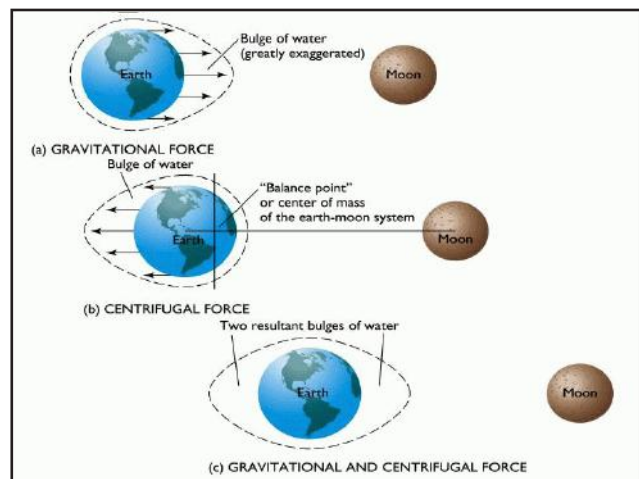 Bulge of water
(greatly exaggerated)
Earth
Moon
(a) GRAVITATIONAL FORCE
Bulge of water
"Balance point"
or center of mass
of the earth-moon system
Earth
Moon
(b) CENTRIFUGAL FORCE
Two resultant bulges of water
Earth
Moon
(c) GRAVITATIONAL AND CENTRIFUGAL FORCE